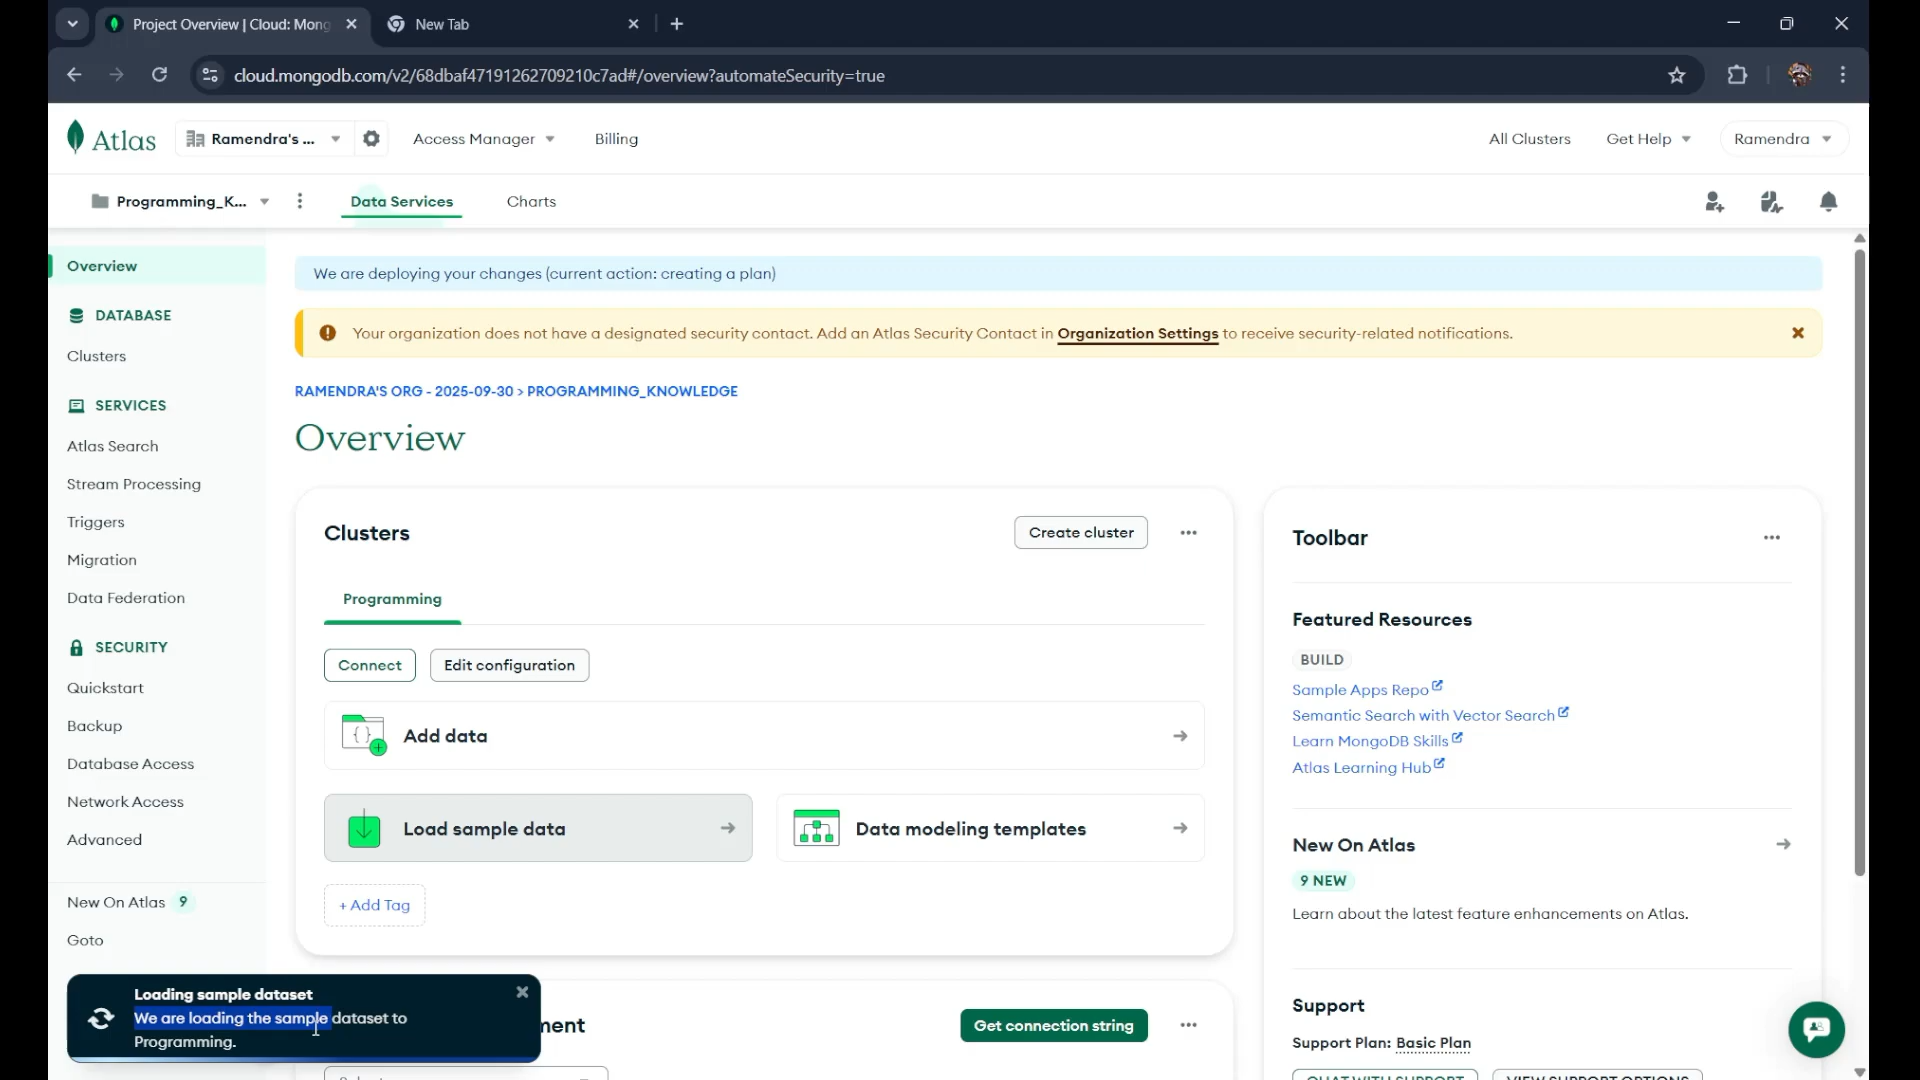 Project Overview | Cloud: Mong
New Tab
cloud.mongodb.com/v2/68dbaf47191262709210c7ad#/overview?automateSecurity=true
Atlas
Ramendra's ...
Access Manager
Billing
All Clusters
Get Help
Ramendra
Programming_K...
Data Services
Charts
Overview
DATABASE
Clusters
SERVICES
Atlas Search
Stream Processing
Triggers
Migration
Data Federation
SECURITY
Quickstart
Backup
Database Access
Network Access
Advanced
New On Atlas 9
Goto
We are deploying your changes (current action: creating a plan)
Your organization does not have a designated security contact. Add an Atlas Security Contact in Organization Settings to receive security-related notifications.
RAMENDRA'S ORG - 2025-09-30 > PROGRAMMING_KNOWLEDGE
Overview
Clusters
Create cluster
Programming
Connect
Edit configuration
Add data
Load sample data
Data modeling templates
+ Add Tag
Loading sample dataset
We are loading the sample dataset to
Programming.
ment
Get connection string
Toolbar
Featured Resources
BUILD
Sample Apps Repo
Semantic Search with Vector Search
Learn MongoDB Skills
Atlas Learning Hub
New On Atlas
9 NEW
Learn about the latest feature enhancements on Atlas.
Support
Support Plan: Basic Plan
CHAT WITH SUPPORT
VIEW SUPPORT OPTIONS